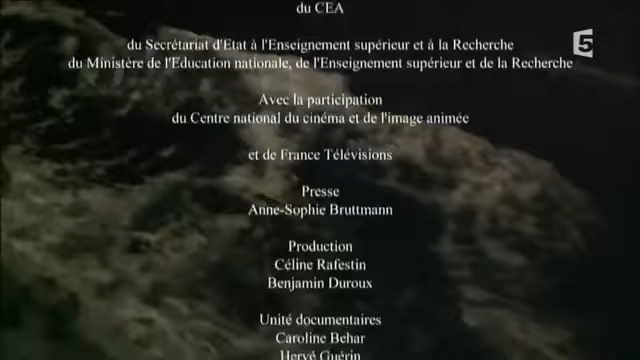 du CEA
5
du Secrétariat d'Etat à l'Enseignement supérieur et à la Recherche
du Ministère de l'Education nationale, de l'Enseignement supérieur et de la Recherche
Avec la participation
du Centre national du cinéma et de l'image animée
et de France Télévisions
Presse
Anne-Sophie Bruttmann
Production
Céline Rafestin
Benjamin Duroux
Unité documentaires
Caroline Behar
Hervé Guérin